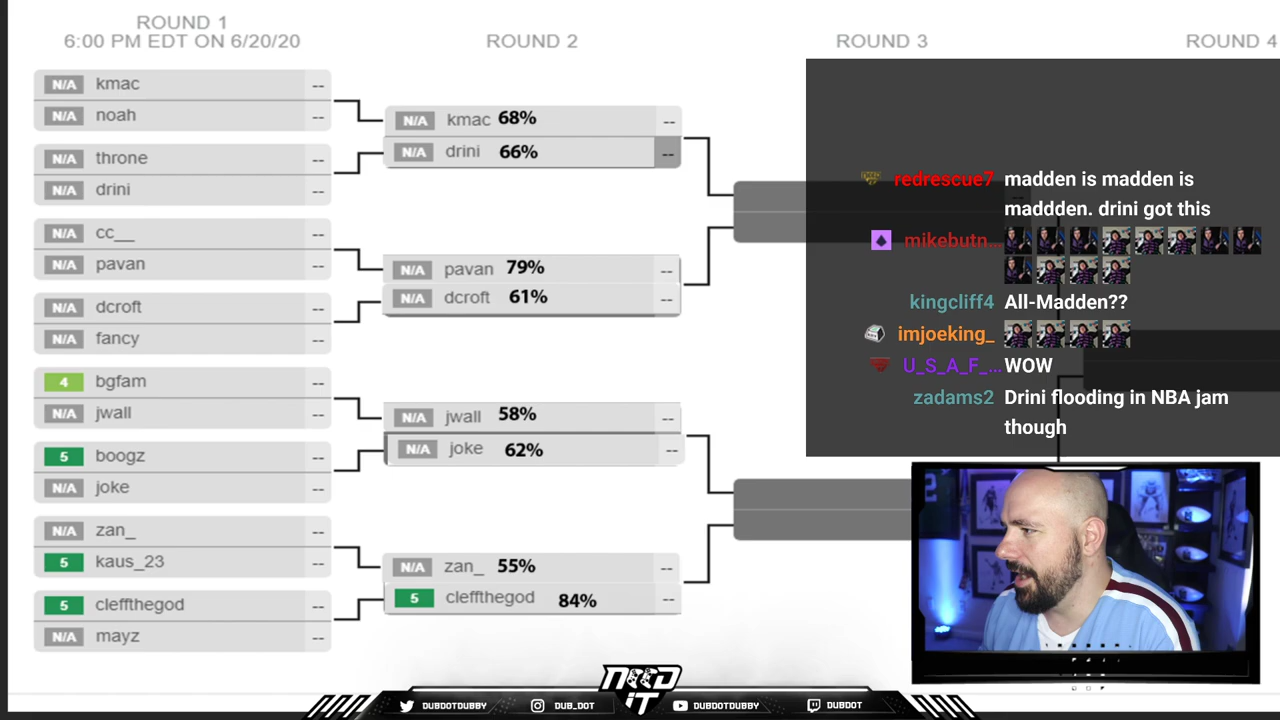 ROUND 1
6:00 PM EDT ON 6/20/20
ROUND 2
ROUND 3
ROUND 4
N/A kmac --
N/A noah --
N/A throne --
N/A drini --
N/A cc__ --
N/A pavan --
N/A dcroft --
N/A fancy --
4 bgfam --
N/A jwall --
5 boogz --
N/A joke --
N/A zan_ --
5 kaus_23 --
5 cleffthegod --
N/A mayz --
N/A kmac 68% --
N/A drini 66% --
N/A pavan 79% --
N/A dcroft 61% --
N/A jwall 58% --
N/A joke 62% --
N/A zan_ 55% --
5 cleffthegod 84% --
redrescue7 madden is madden is
maddden. drini got this
mikebutn...
kingcliff4 All-Madden??
imjoeking_
U_S_A_F_... WOW
zadams2 Drini flooding in NBA jam
though
NEED
IT
DUBDOTDUBBY
DUB_DOT
DUBDOTDUBBY
DUBDOT